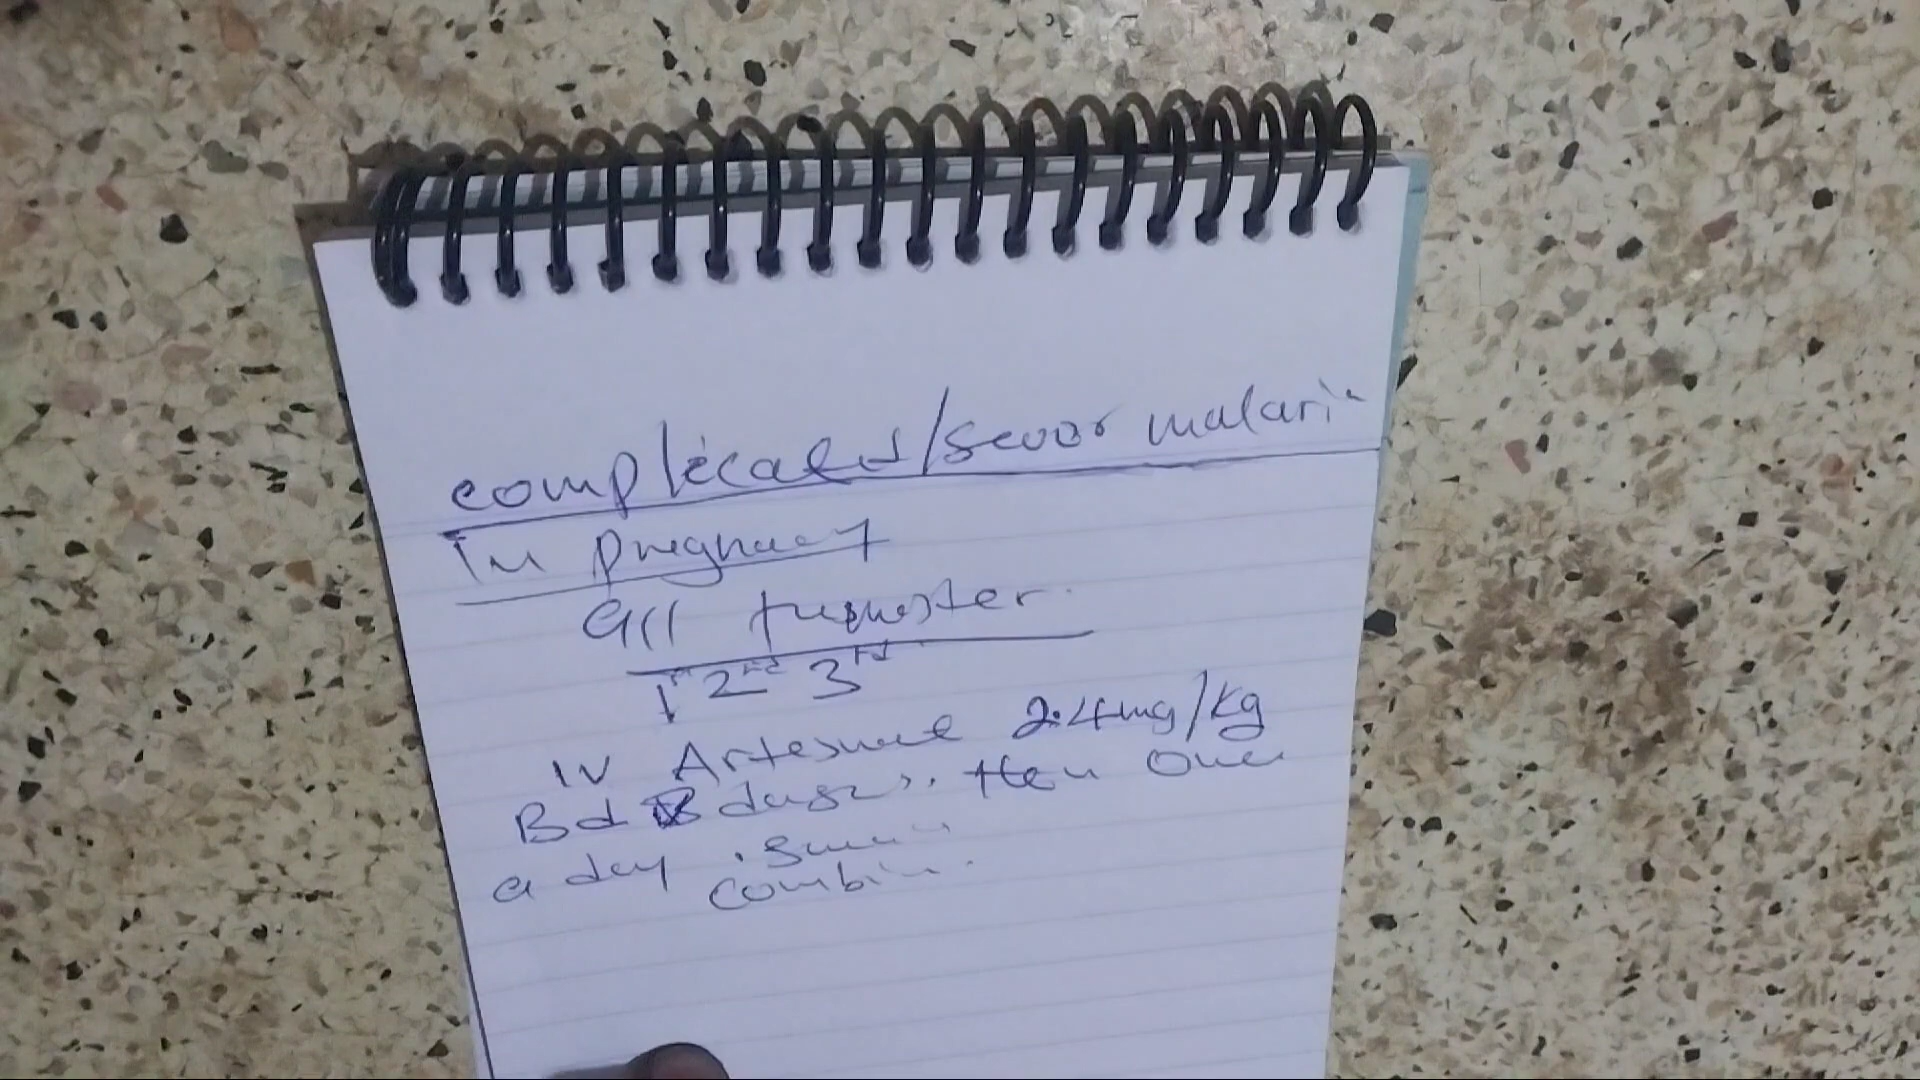 complicated/sever malaria
In pregnancy
all trimester
1st 2nd 3rd
IV Artesunate 2.4mg/kg
Bd days. then once
a day.
combin